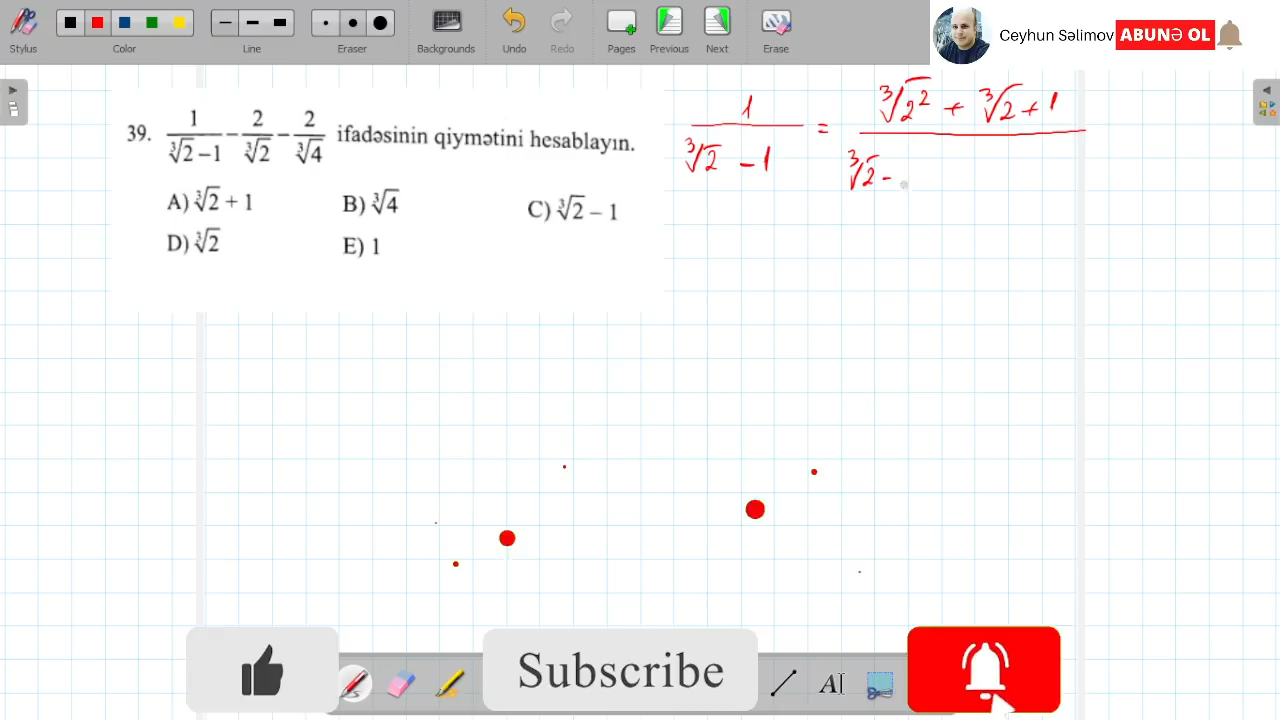 Stylus Color Line Eraser Backgrounds Undo Redo Pages Previous Next Erase
Ceyhun Səlimov ABUNƏ OL
39. 1/(∛2 − 1) − 2/∛2 − 2/∛4 ifadəsinin qiymətini hesablayın.
A) ∛2 + 1 B) ∛4 C) ∛2 − 1
D) ∛2 E) 1
1/(∛2 − 1) = (∛2² + ∛2 + 1)/(∛2 −
Subscribe